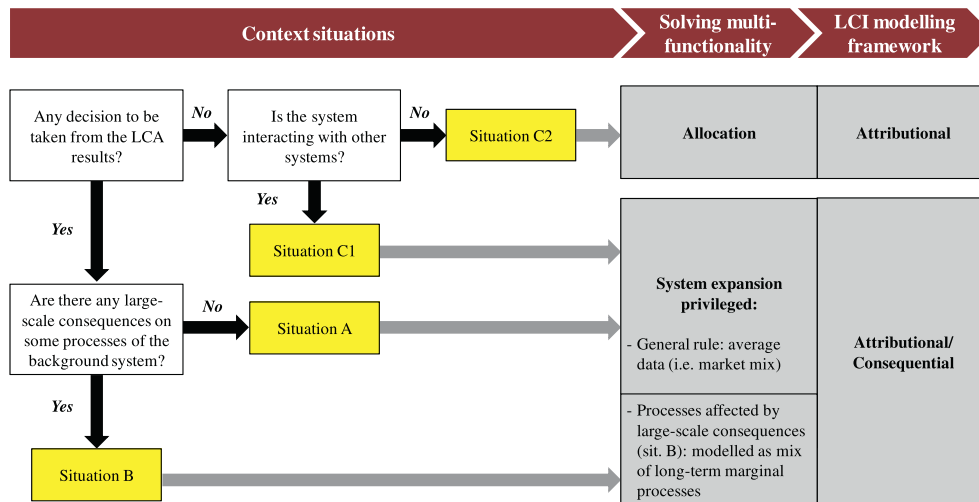 Context situations
Solving multi-
functionality
LCI modelling
framework
Any decision to be
taken from the LCA
results?
No
Is the system
interacting with other
systems?
No
Situation C2
Allocation
Attributional
Yes
Yes
Situation C1
Are there any large-
scale consequences on
some processes of the
background system?
No
Situation A
System expansion
privileged:
- General rule: average
data (i.e. market mix)
Attributional/
Consequential
Yes
Situation B
- Processes affected by
large-scale consequences
(sit. B): modelled as mix
of long-term marginal
processes